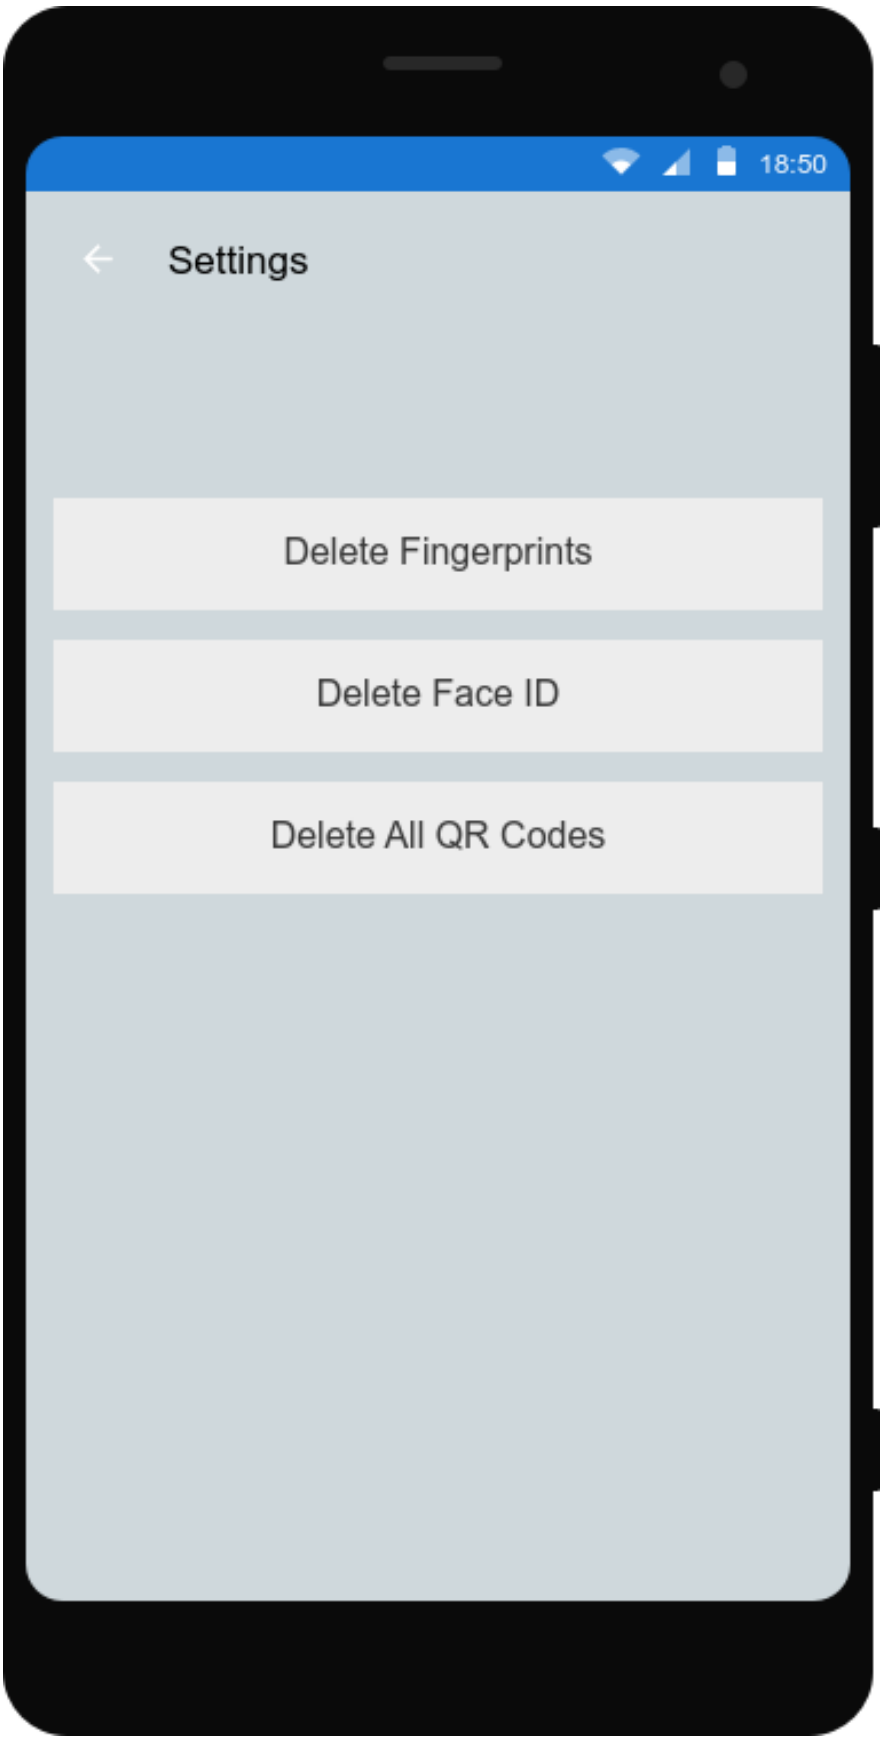 18:50
Settings
Delete Fingerprints
Delete Face ID
Delete All QR Codes